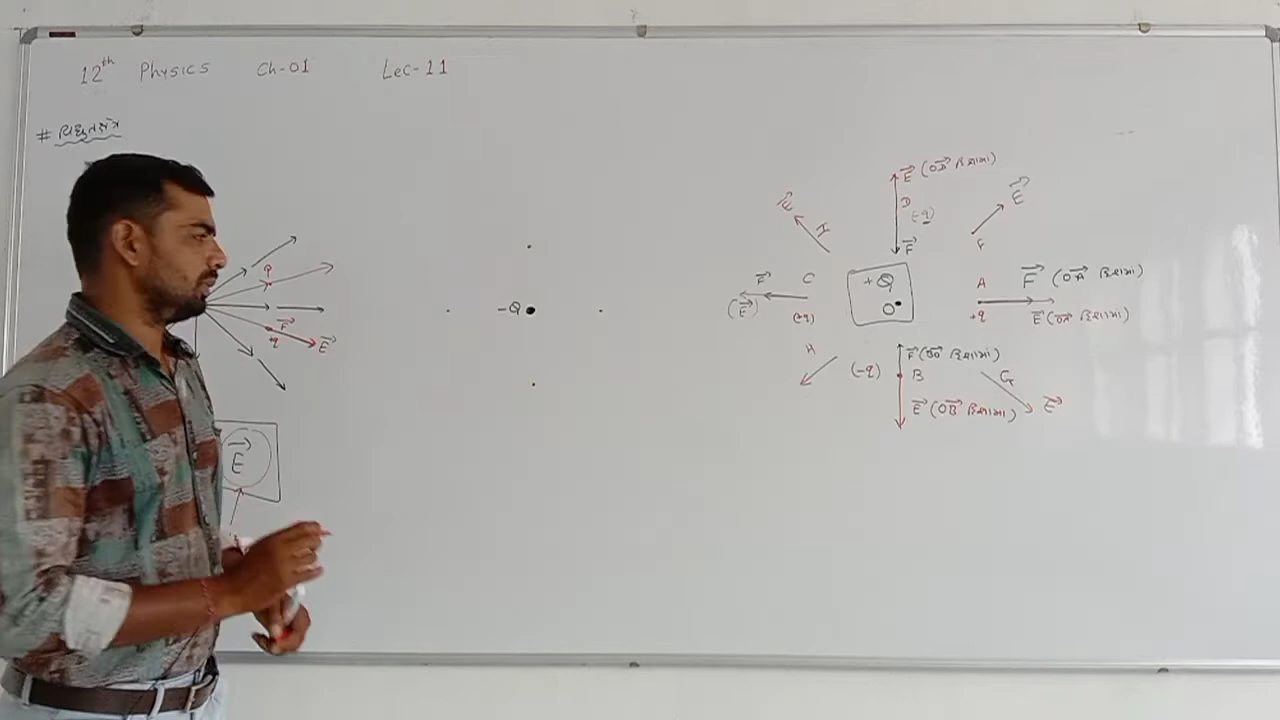 12th Physics Ch-01 Lec-11
# વિદ્યુતક્ષેત્ર
q
F
q
E
E
-Q
E
I
E (OD દિશામાં)
D
(-q)
F
E
F
F
(E)
C
(+q)
+Q
O
A
+q
F (OA દિશામાં)
E (OA દિશામાં)
H
(-q)
F (BO દિશામાં)
B
E (OB દિશામાં)
G
E